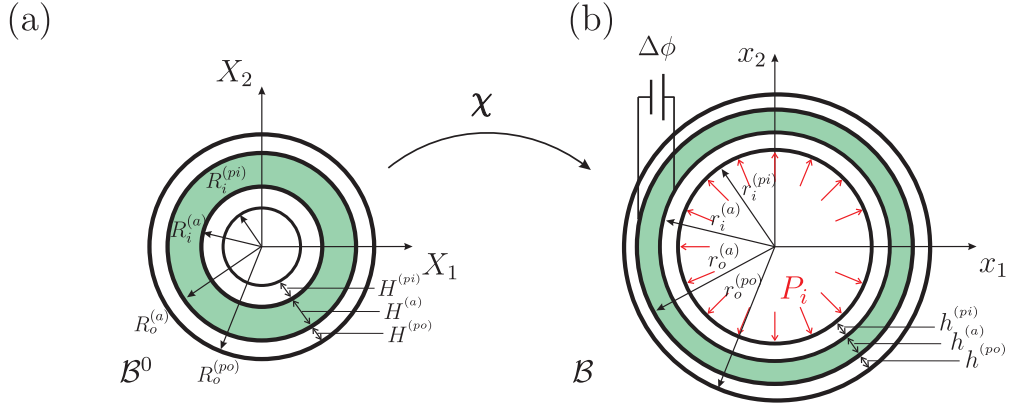 (a)
X₂
R_i^{(pi)}
R_i^{(a)}
X₁
H^{(pi)}
H^{(a)}
H^{(po)}
R_o^{(a)}
R_o^{(po)}
ℬ⁰
χ
(b)
Δϕ
x₂
r_i^{(pi)}
r_i^{(a)}
r_o^{(a)}
r_o^{(po)}
P_i
x₁
h^{(pi)}
h^{(a)}
h^{(po)}
ℬ